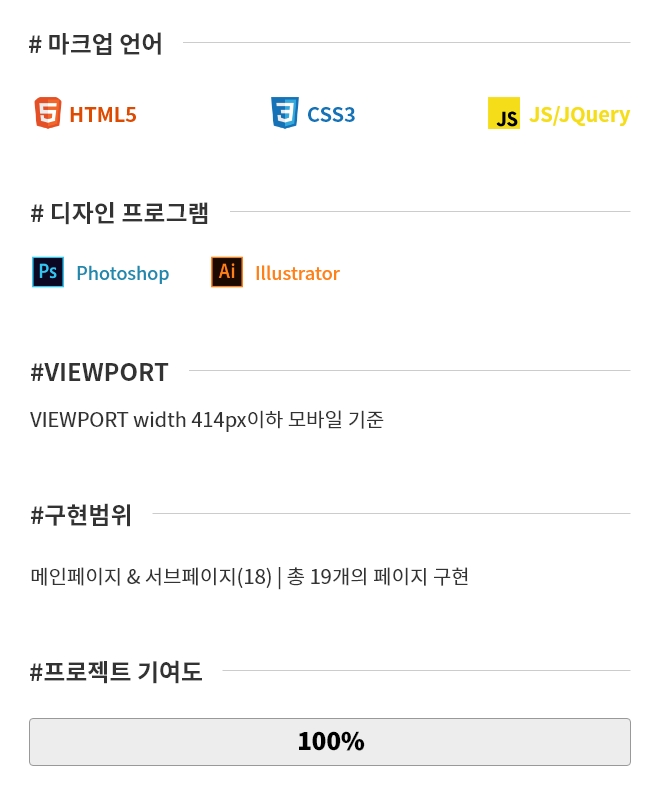 # 마크업 언어
5 HTML5 3 CSS3 JS JS/JQuery
# 디자인 프로그램
Ps Photoshop Ai Illustrator
#VIEWPORT
VIEWPORT width 414px이하 모바일 기준
#구현범위
메인페이지 & 서브페이지(18) | 총 19개의 페이지 구현
#프로젝트 기여도
100%